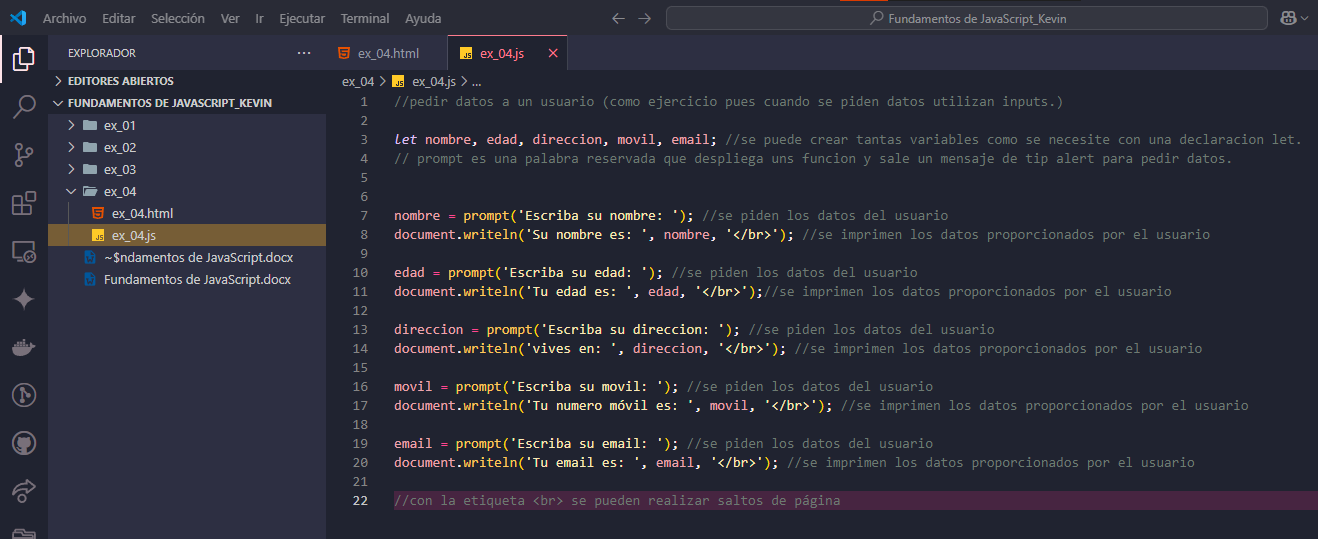 Archivo Editar Selección Ver Ir Ejecutar Terminal Ayuda
Fundamentos de JavaScript_Kevin
EXPLORADOR ···
EDITORES ABIERTOS
FUNDAMENTOS DE JAVASCRIPT_KEVIN
ex_01
ex_02
ex_03
ex_04
ex_04.html
JS ex_04.js
~$ndamentos de JavaScript.docx
Fundamentos de JavaScript.docx
ex_04.html JS ex_04.js
ex_04 > JS ex_04.js > ...
1 //pedir datos a un usuario (como ejercicio pues cuando se piden datos utilizan inputs.)
2
3 let nombre, edad, direccion, movil, email; //se puede crear tantas variables como se necesite con una declaracion let.
4 // prompt es una palabra reservada que despliega uns funcion y sale un mensaje de tip alert para pedir datos.
5
6
7 nombre = prompt('Escriba su nombre: '); //se piden los datos del usuario
8 document.writeln('Su nombre es: ', nombre, '</br>'); //se imprimen los datos proporcionados por el usuario
9
10 edad = prompt('Escriba su edad: '); //se piden los datos del usuario
11 document.writeln('Tu edad es: ', edad, '</br>');//se imprimen los datos proporcionados por el usuario
12
13 direccion = prompt('Escriba su direccion: '); //se piden los datos del usuario
14 document.writeln('vives en: ', direccion, '</br>'); //se imprimen los datos proporcionados por el usuario
15
16 movil = prompt('Escriba su movil: '); //se piden los datos del usuario
17 document.writeln('Tu numero móvil es: ', movil, '</br>'); //se imprimen los datos proporcionados por el usuario
18
19 email = prompt('Escriba su email: '); //se piden los datos del usuario
20 document.writeln('Tu email es: ', email, '</br>'); //se imprimen los datos proporcionados por el usuario
21
22 //con la etiqueta <br> se pueden realizar saltos de página